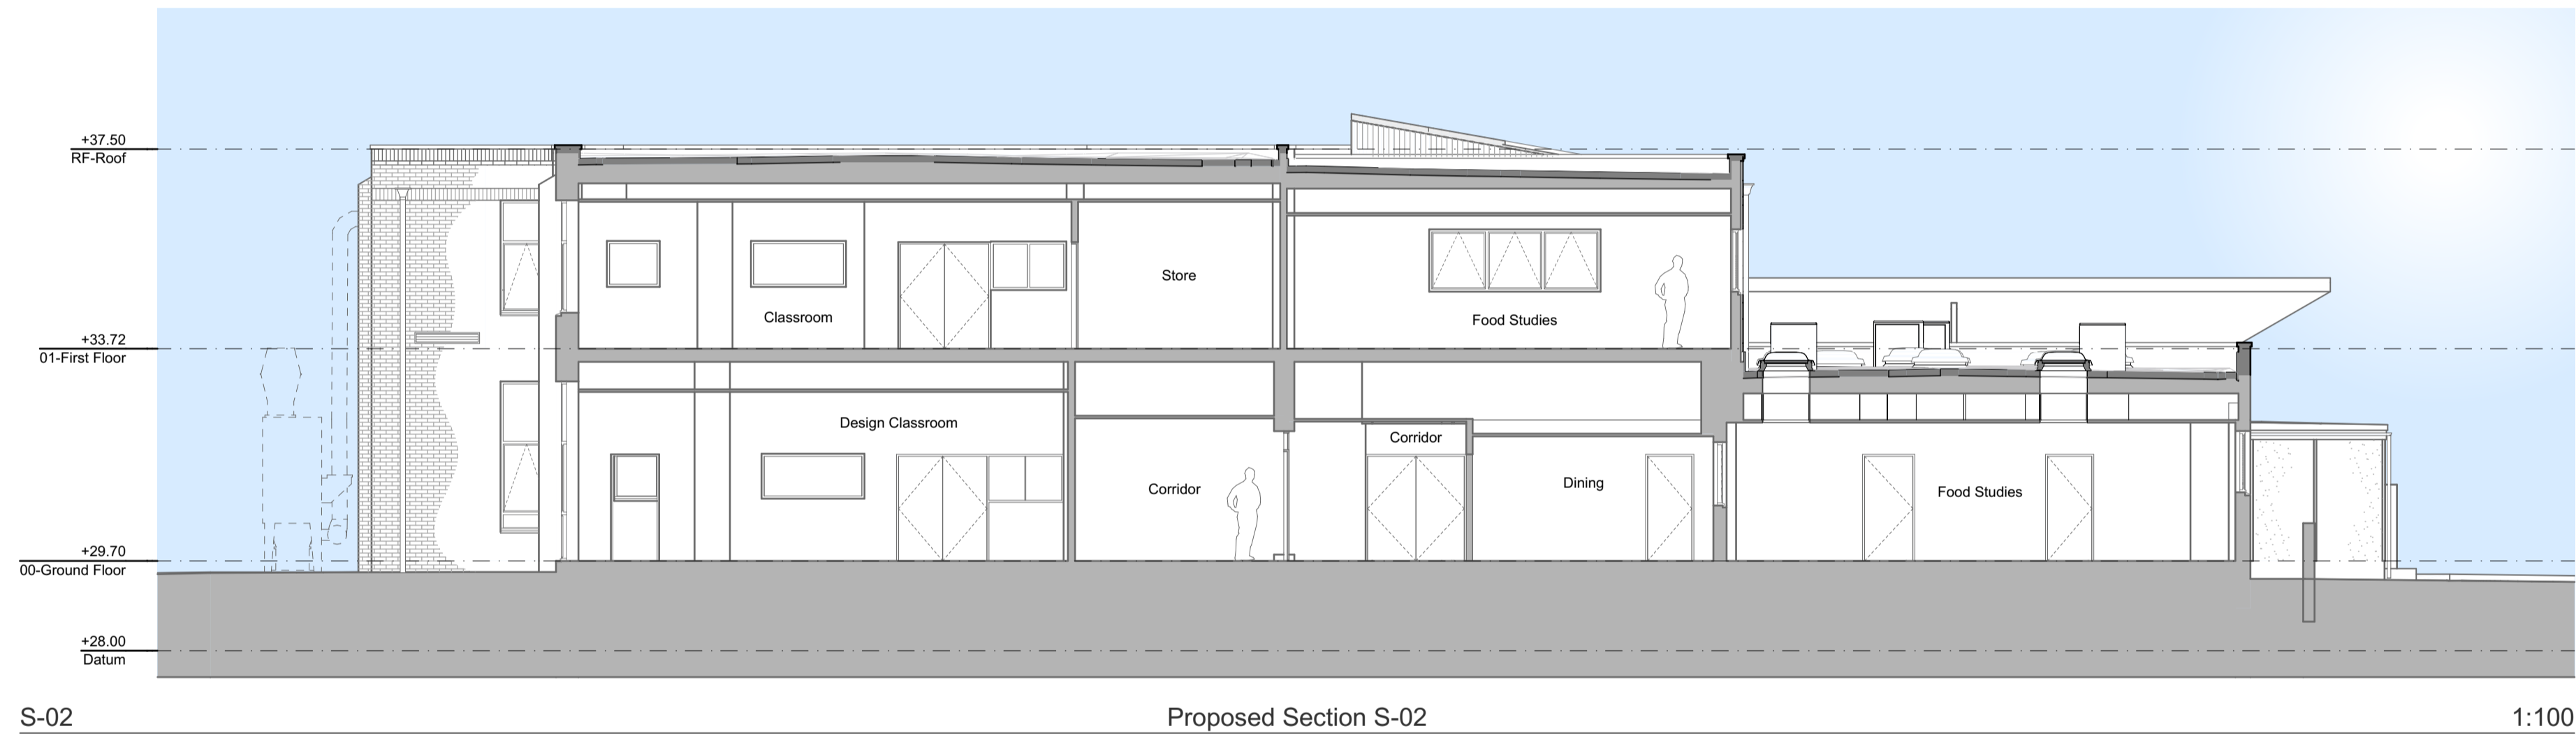 +37.50
RF-Roof
Store
Classroom
Food Studies
+33.72
01-First Floor
Design Classroom
Corridor
Corridor
Dining
Food Studies
+29.70
00-Ground Floor
+28.00
Datum
S-02
Proposed Section S-02
1:100